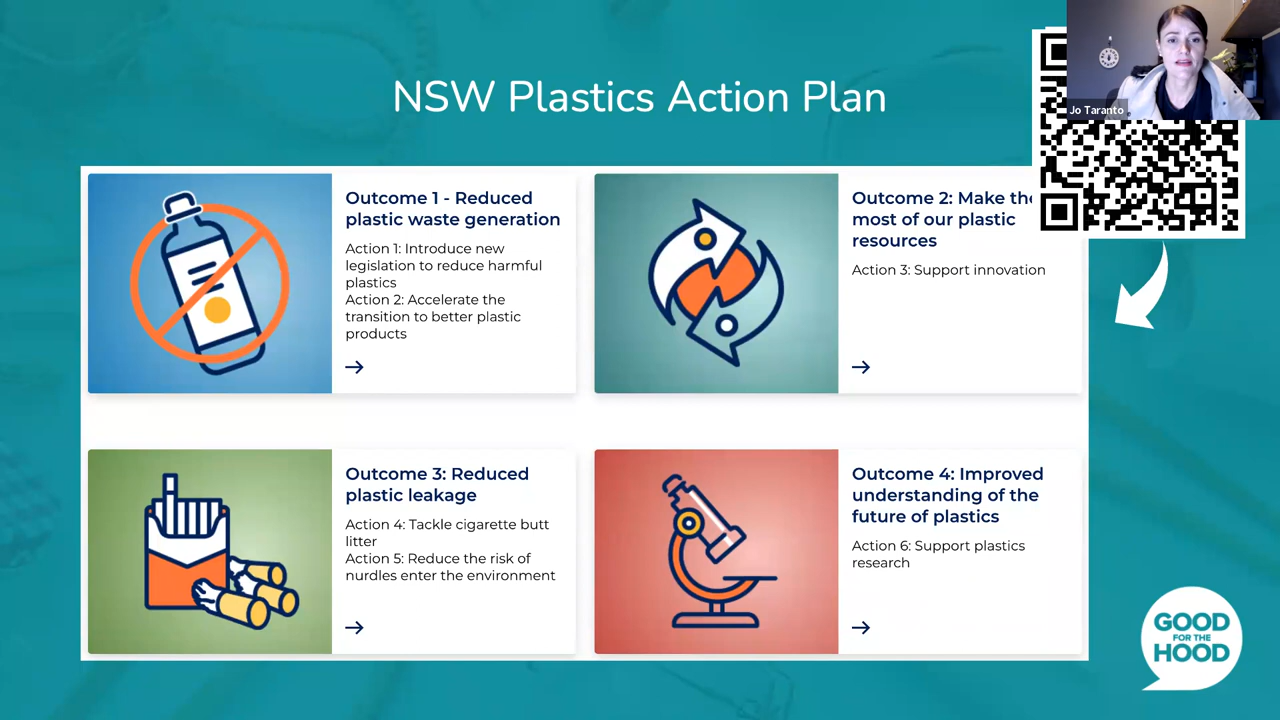 NSW Plastics Action Plan
Jo Taranto
Outcome 1 - Reduced
plastic waste generation
Action 1: Introduce new
legislation to reduce harmful
plastics
Action 2: Accelerate the
transition to better plastic
products
Outcome 2: Make the
most of our plastic
resources
Action 3: Support innovation
Outcome 3: Reduced
plastic leakage
Action 4: Tackle cigarette butt
litter
Action 5: Reduce the risk of
nurdles enter the environment
Outcome 4: Improved
understanding of the
future of plastics
Action 6: Support plastics
research
GOOD
FOR THE
HOOD